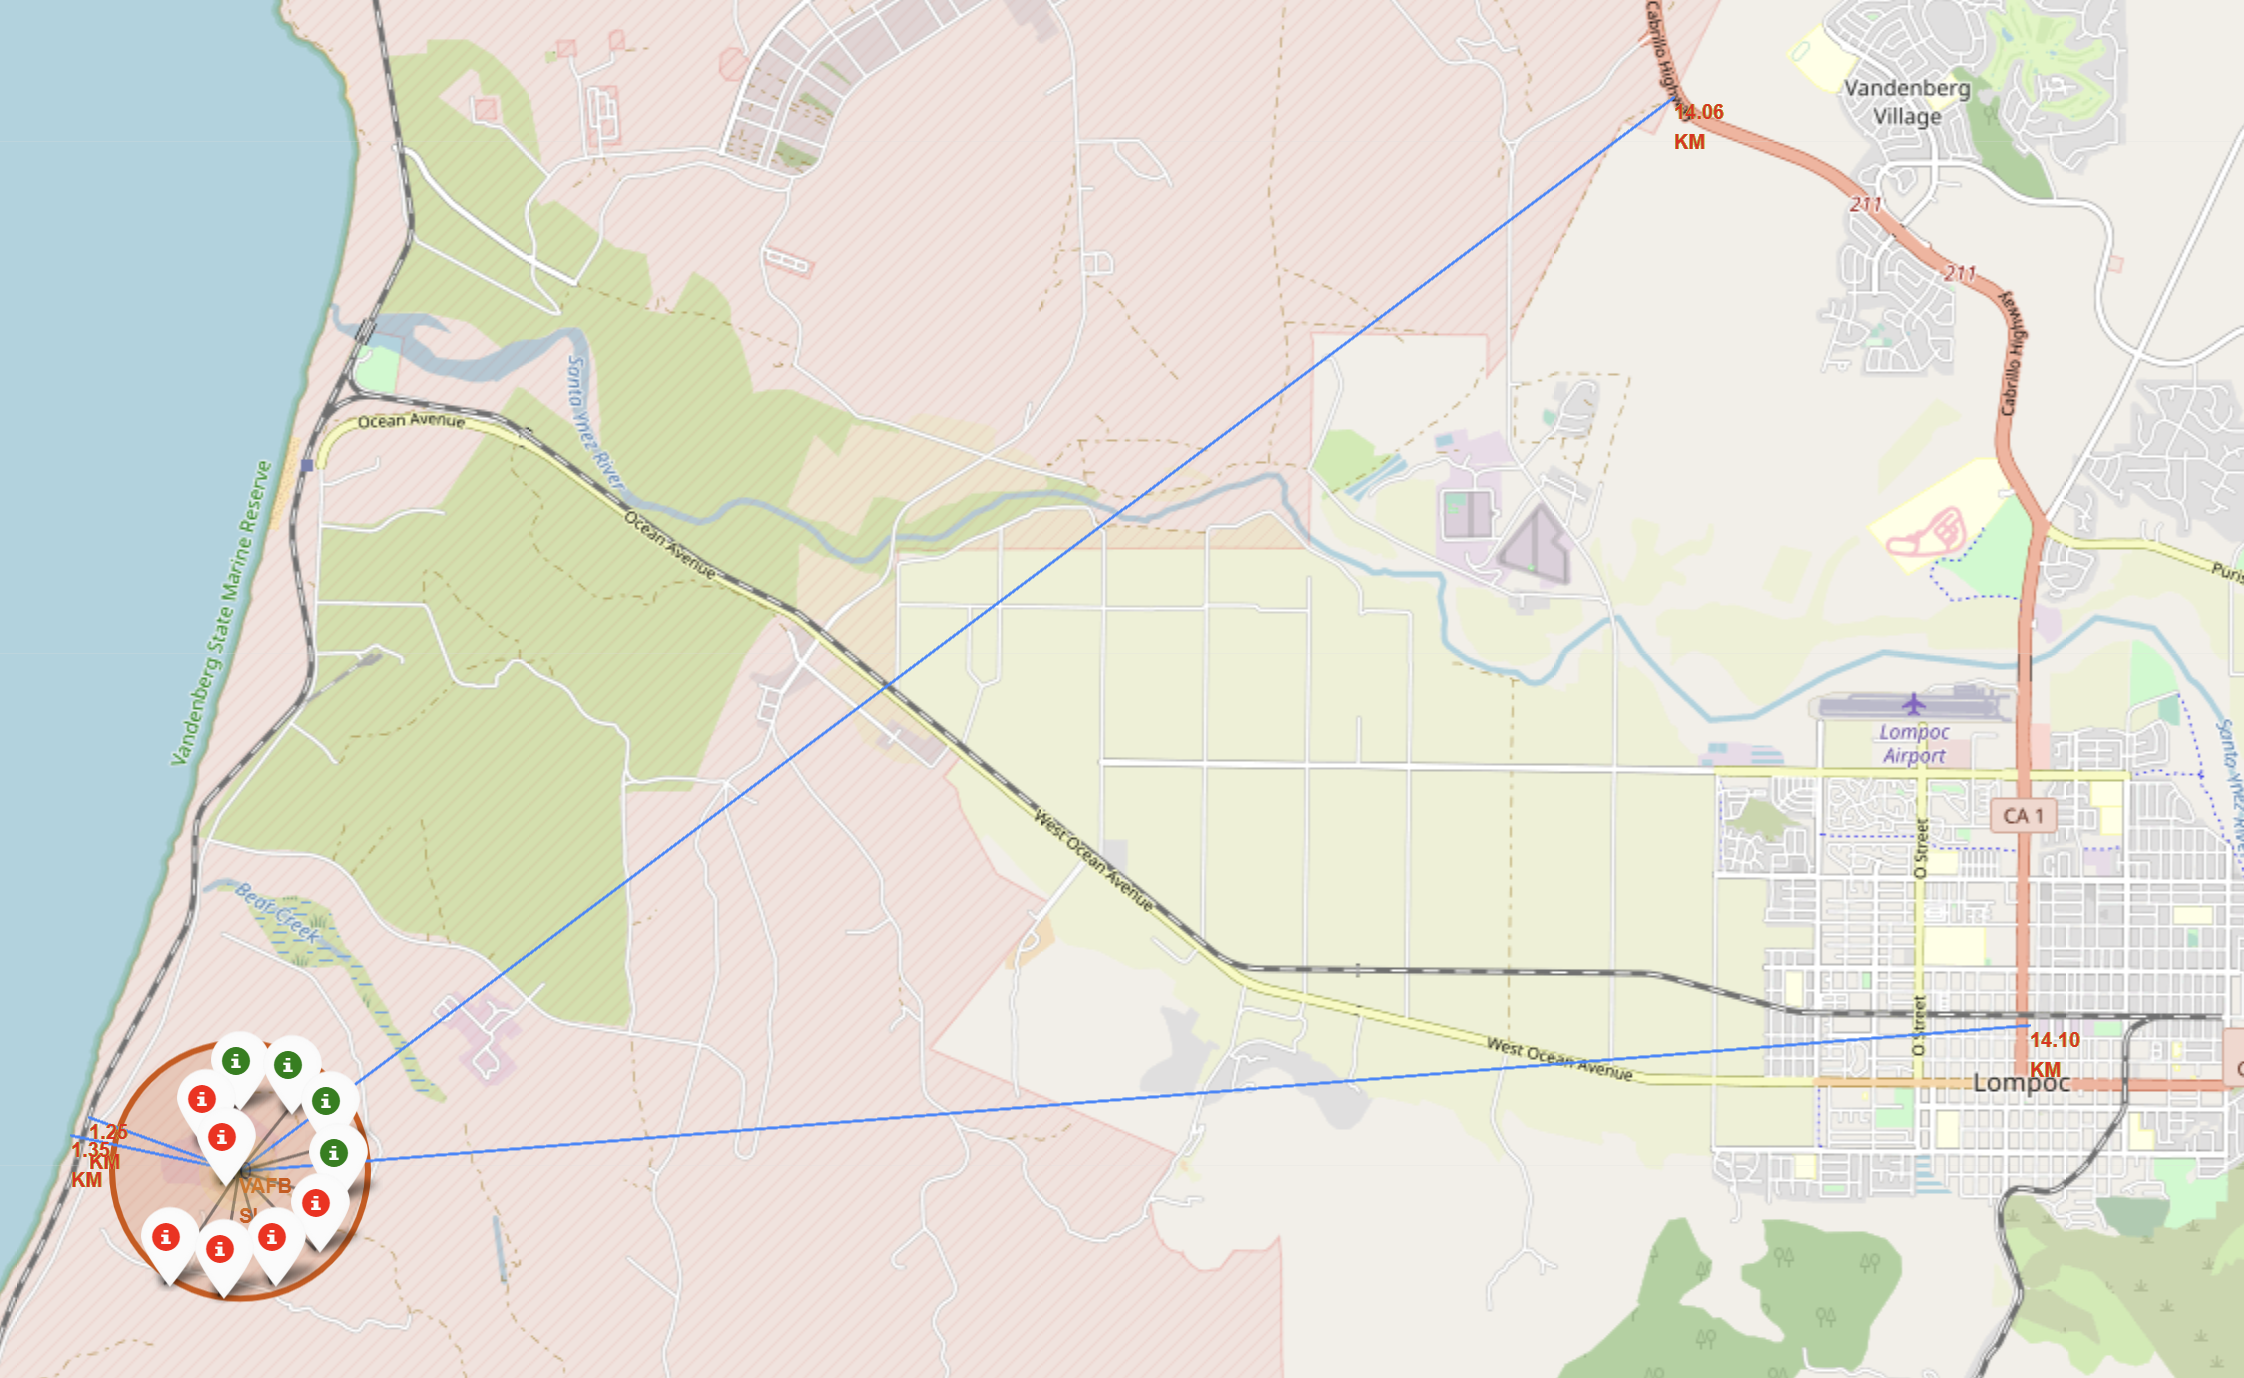 Cabrillo Highway
14.06
KM
Vandenberg
Village
211
211
Cabrillo Highway
Santa Ynez River
Ocean Avenue
Vandenberg State Marine Reserve
Ocean Avenue
Puris
Lompoc
Airport
Santa Ynez River
CA 1
West Ocean Avenue
O Street
Bear Creek
O Street
West Ocean Avenue
14.10
KM
Lompoc
C
1.25
KM
1.35
KM
VAFB